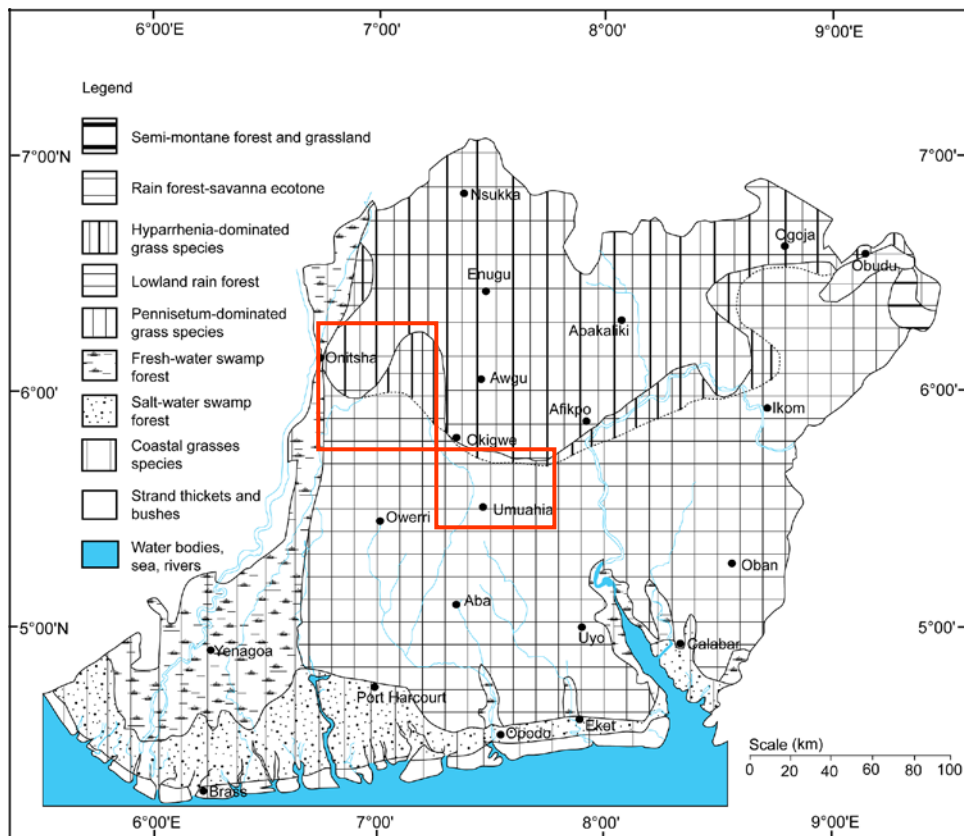 6°00'E
7°00'
8°00'
9°00'E
Legend
Semi-montane forest and grassland
Rain forest-savanna ecotone
Hyparrhenia-dominated
grass species
Lowland rain forest
Pennisetum-dominated
grass species
Fresh-water swamp
forest
Salt-water swamp
forest
Coastal grasses
species
Strand thickets and
bushes
Water bodies,
sea, rivers
7°00'N
7°00'
Nsukka
Ogoja
Obudu
Enugu
Abakaliki
Onitsha
6°00'
Awgu
6°00'
Afikpo
Ikom
Okigwe
Umuahia
Owerri
Oban
Aba
5°00'N
Uyo
5°00'
Calabar
Yenagoa
Port Harcourt
Eket
Opodo
Scale (km)
0 20 40 60 80 100
Brass
6°00'E
7°00'
8°00'
9°00'E